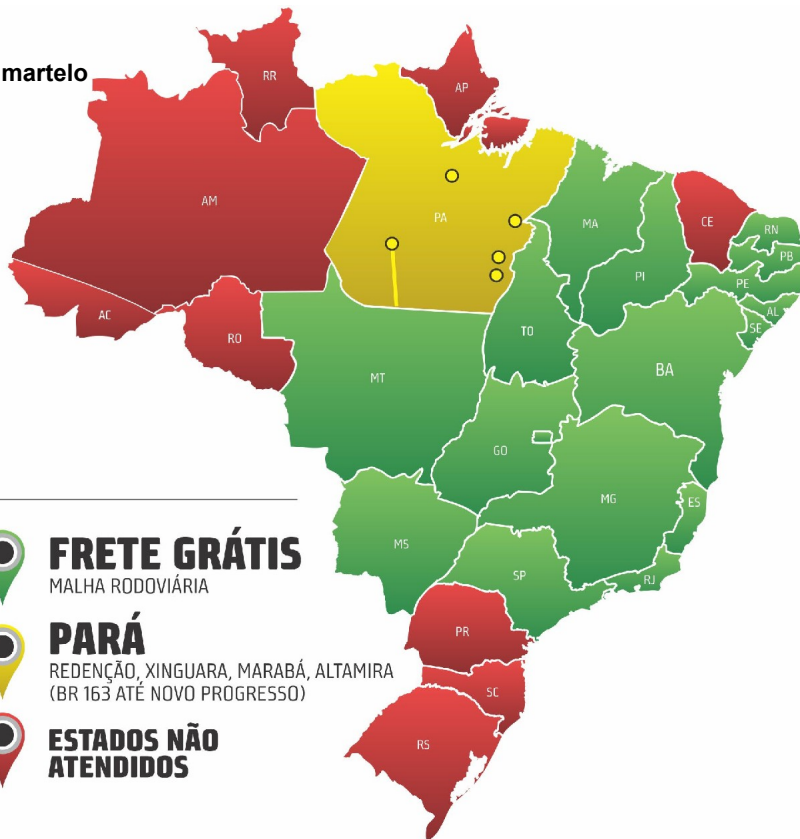 martelo
RR
AP
AM
PA
MA
CE
RN
PB
PI
PE
AL
SE
AC
RO
TO
BA
MT
GO
MG
ES
MS
SP
RJ
PR
SC
RS
FRETE GRÁTIS
MALHA RODOVIÁRIA
PARÁ
REDENÇÃO, XINGUARA, MARABÁ, ALTAMIRA
(BR 163 ATÉ NOVO PROGRESSO)
ESTADOS NÃO
ATENDIDOS